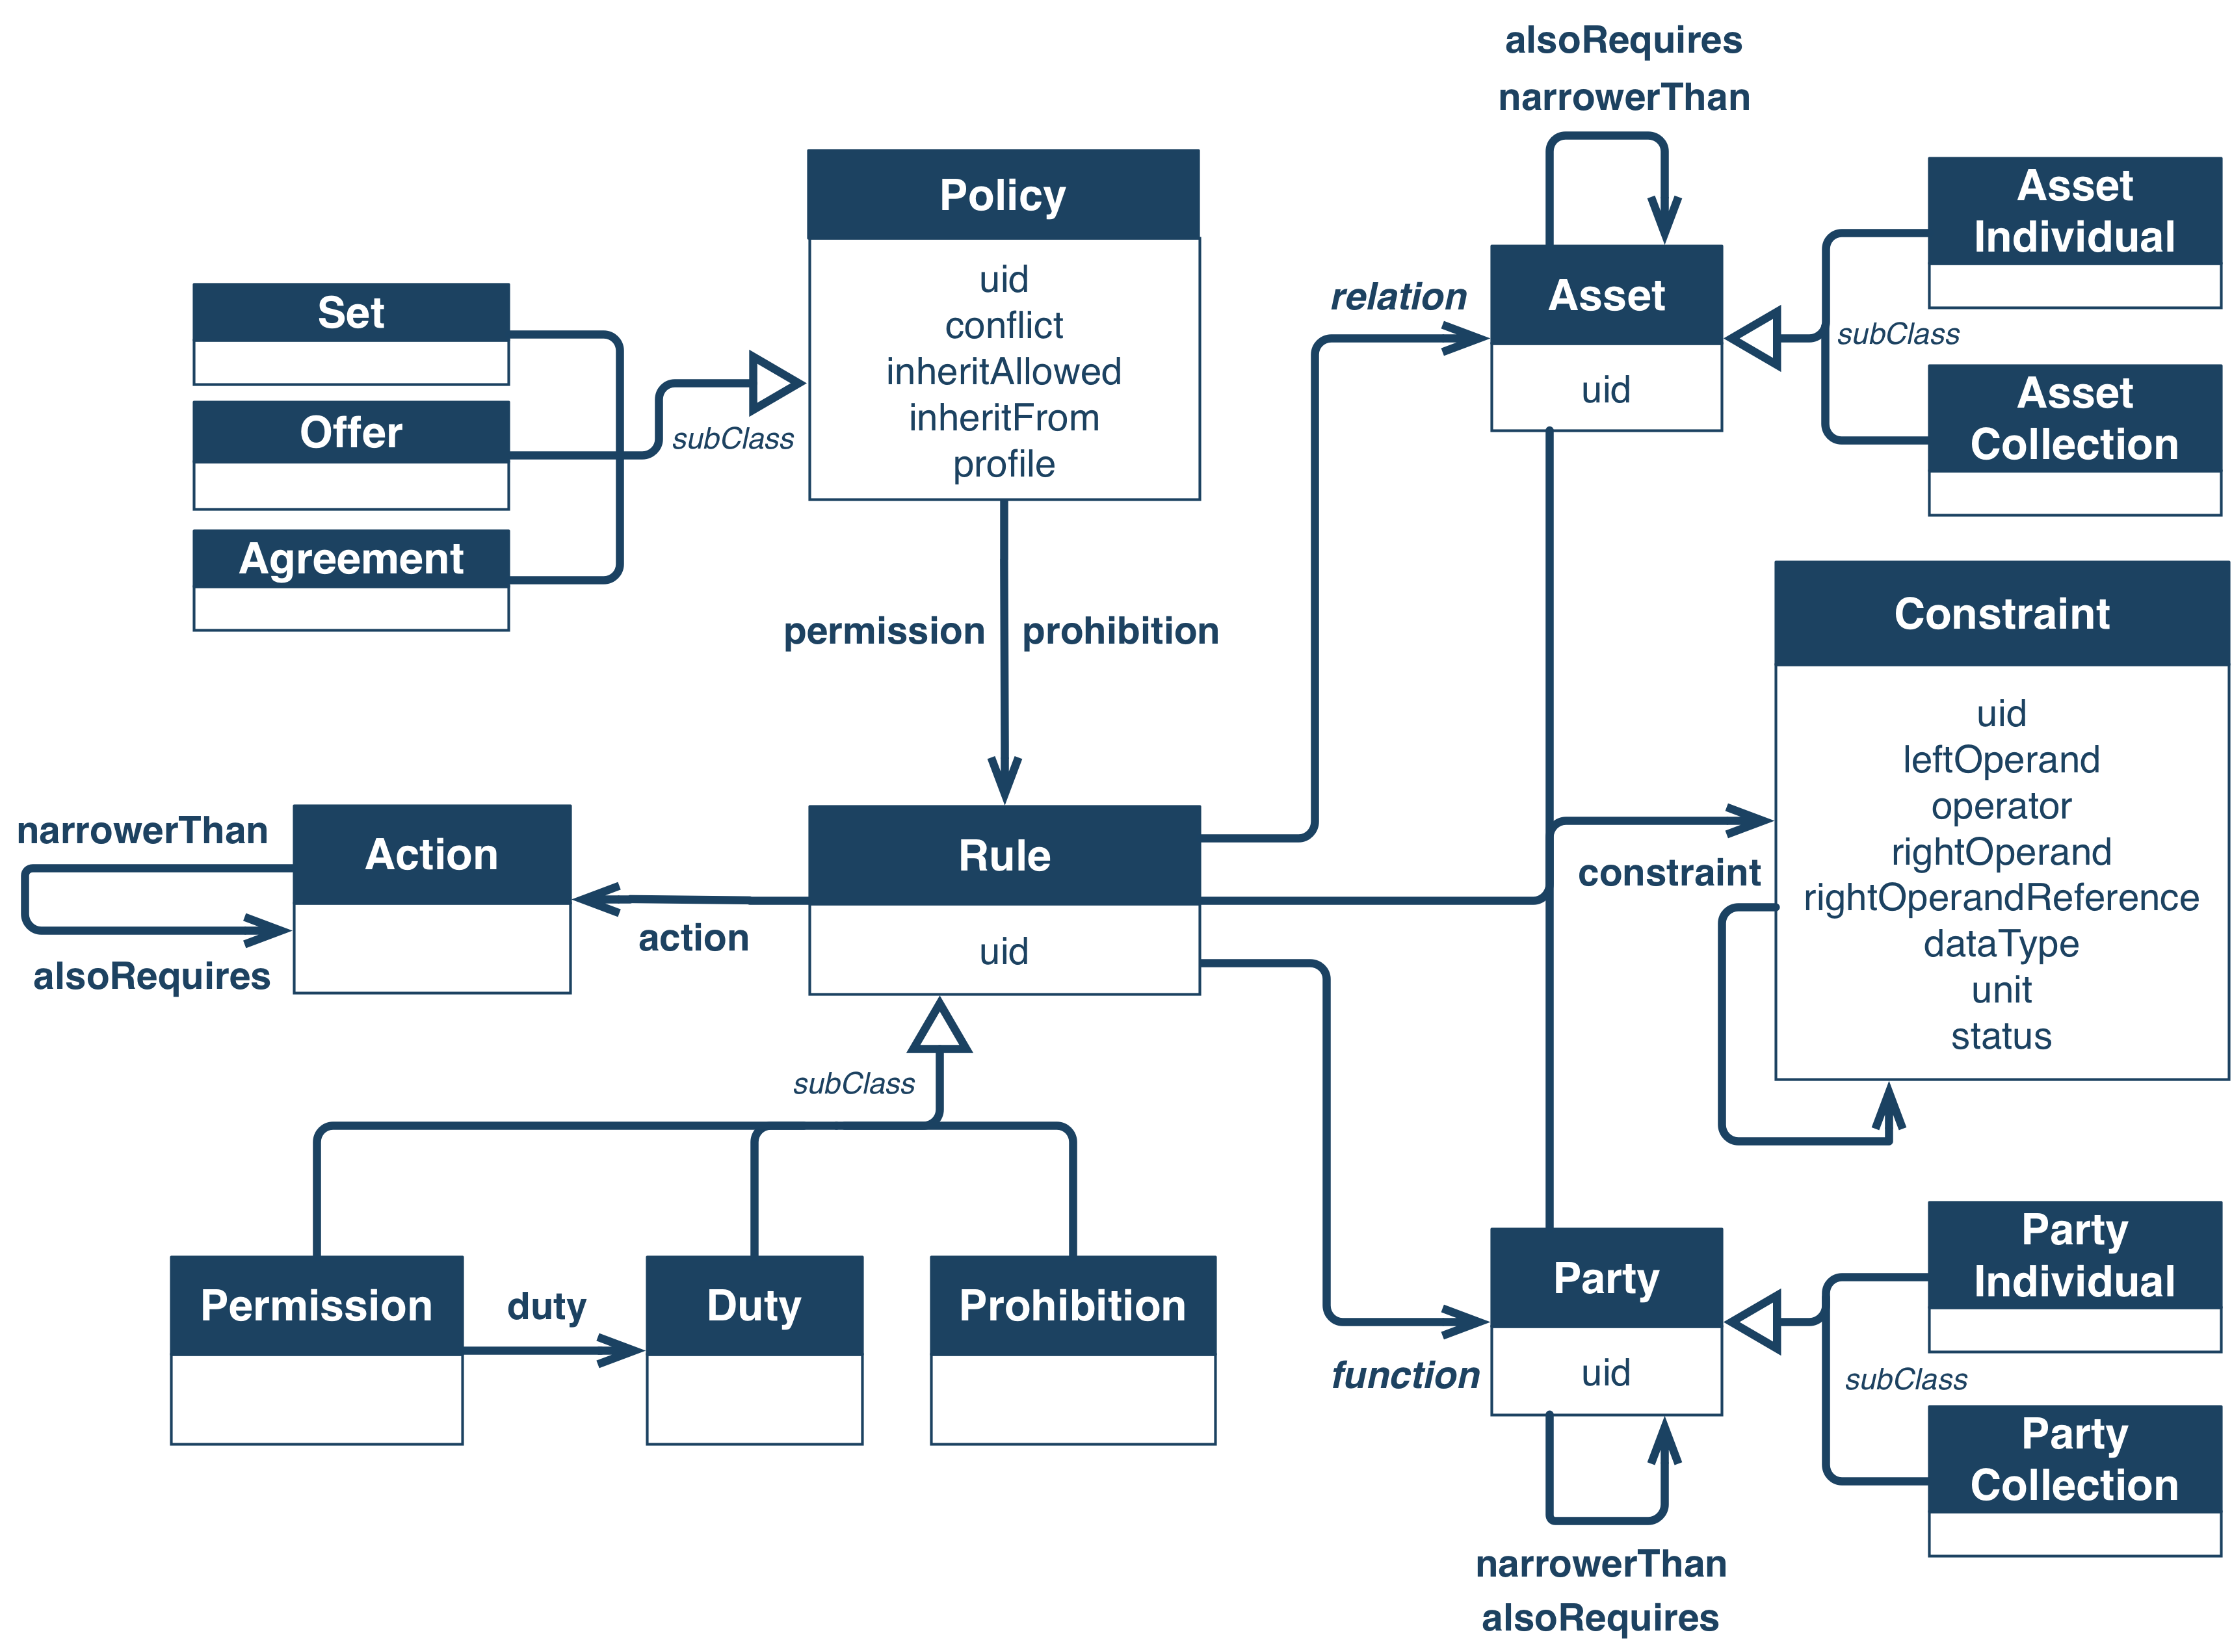 alsoRequires
narrowerThan
Policy
uid
conflict
inheritAllowed
inheritFrom
profile
Set
Offer
Agreement
subClass
relation
Asset
uid
subClass
Asset
Individual
Asset
Collection
permission
prohibition
Constraint
uid
leftOperand
operator
rightOperand
rightOperandReference
dataType
unit
status
constraint
narrowerThan
alsoRequires
Action
action
Rule
uid
subClass
Permission
duty
Duty
Prohibition
function
Party
uid
subClass
Party
Individual
Party
Collection
narrowerThan
alsoRequires